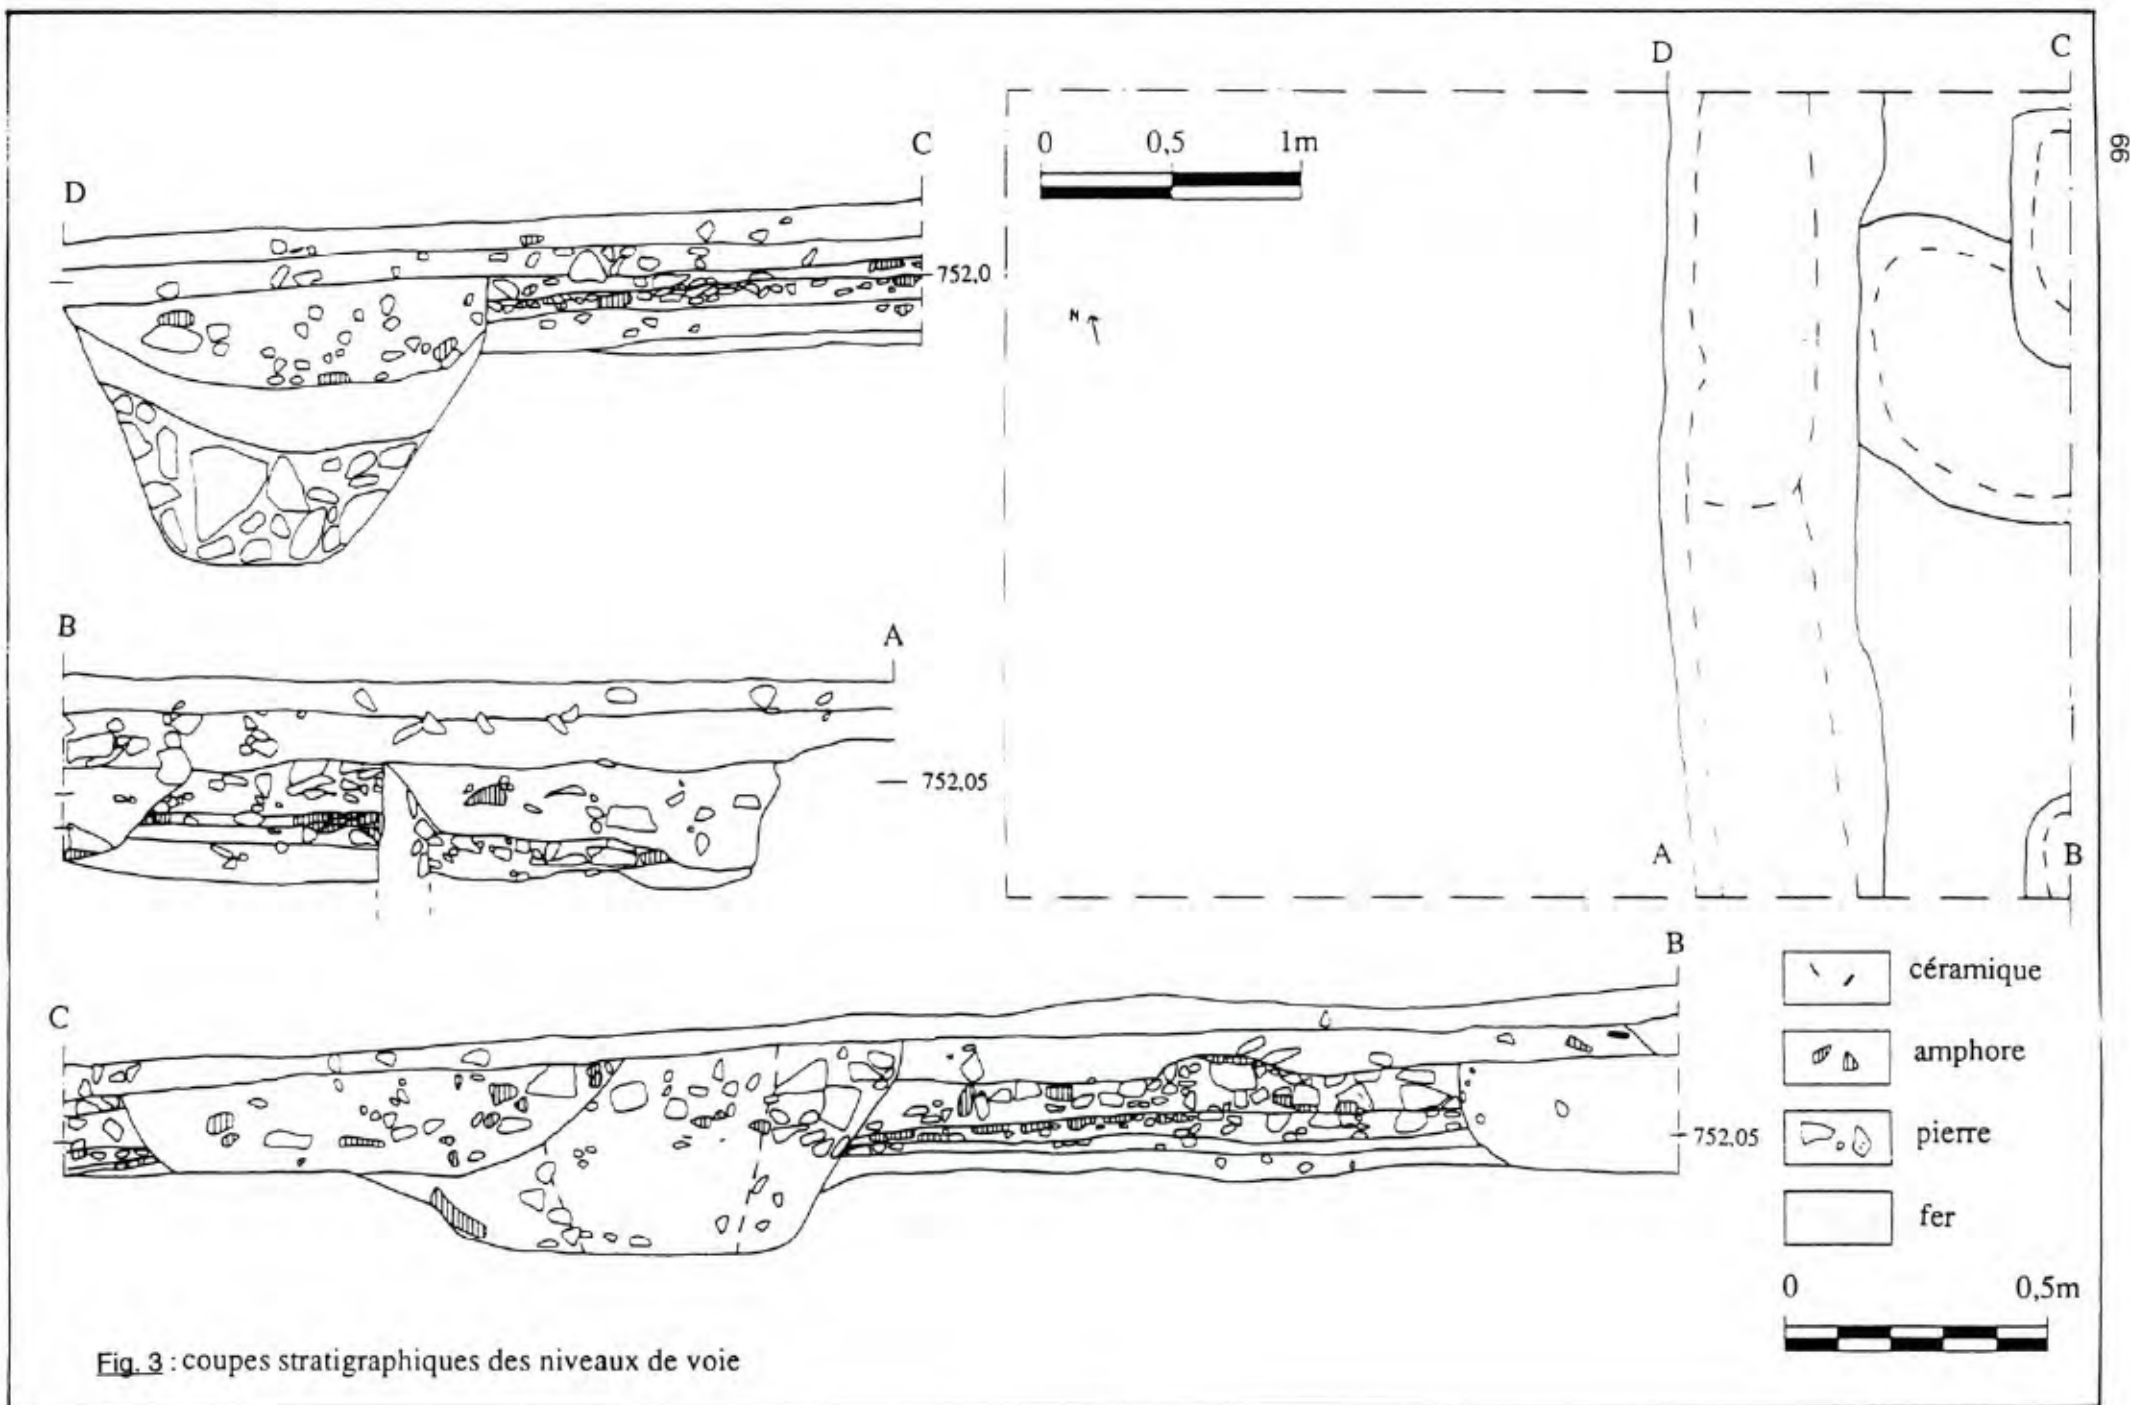 66
D
C
752,0
B
A
752,05
C
B
752,05
D
C
0 0,5 1m
N
A
B
céramique
amphore
pierre
fer
0 0,5m
Fig. 3 : coupes stratigraphiques des niveaux de voie